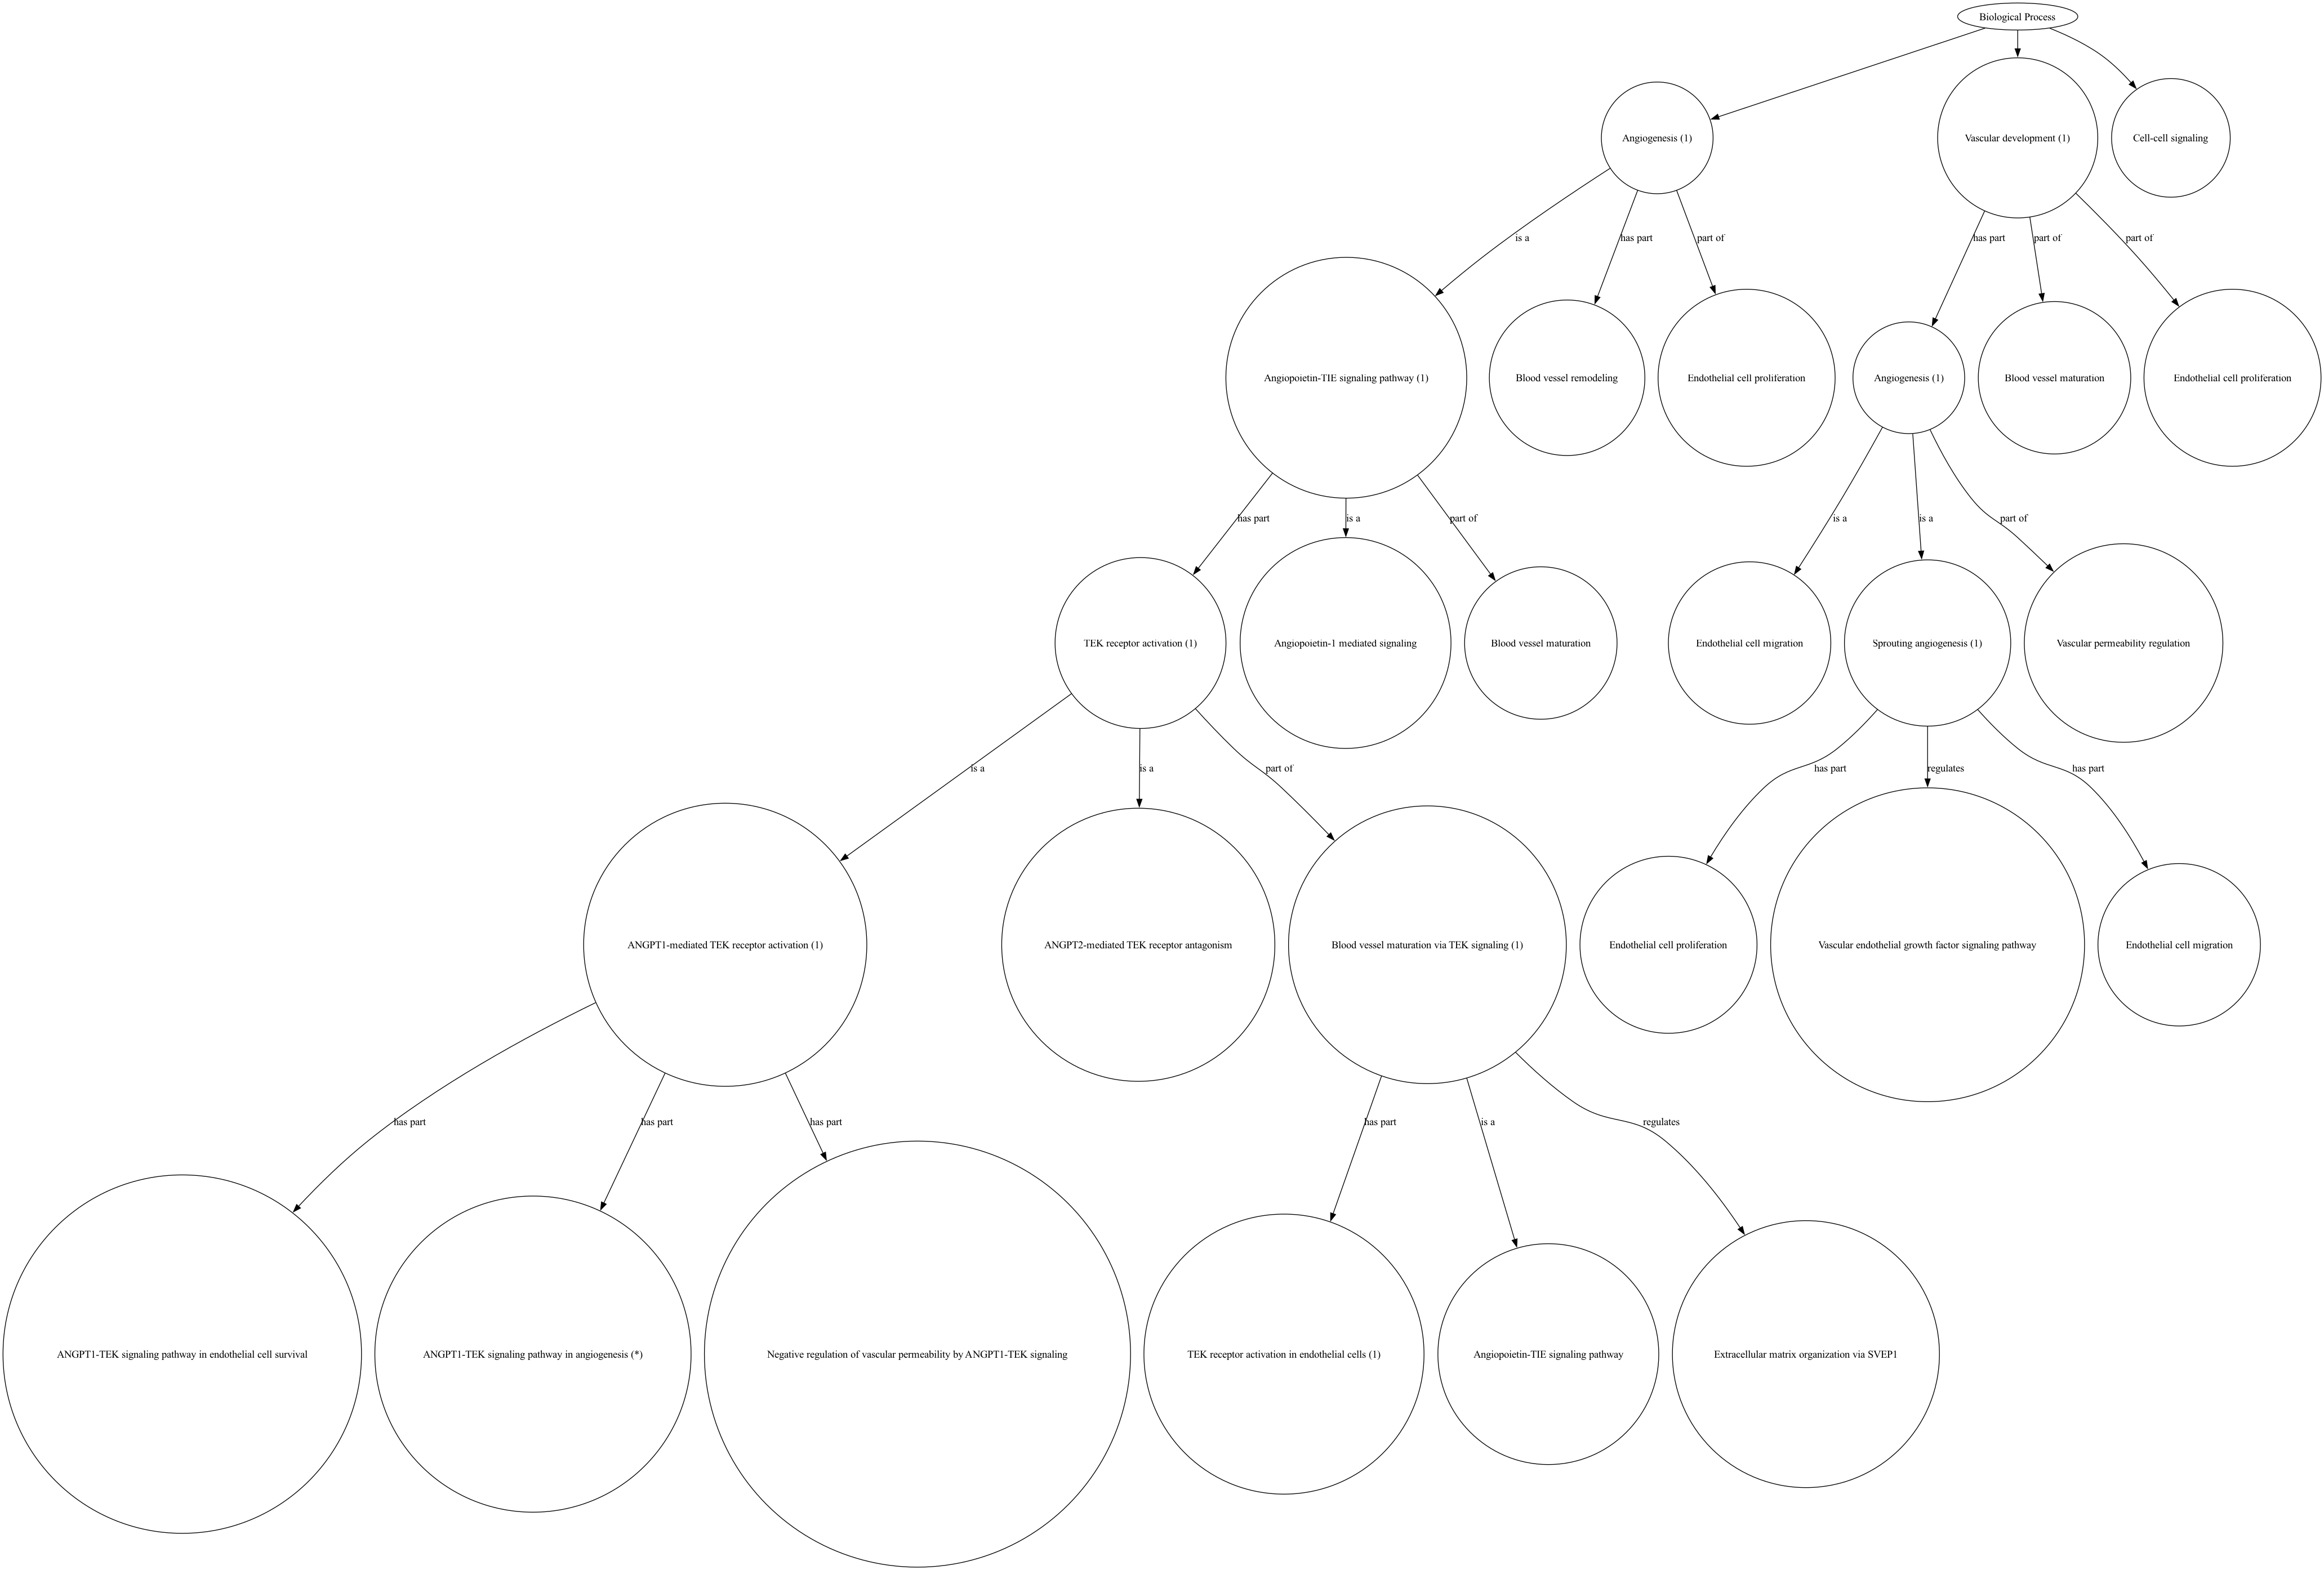 Biological Process
Angiogenesis (1)
Vascular development (1)
Cell-cell signaling
is a
has part
part of
has part
part of
part of
Angiopoietin-TIE signaling pathway (1)
Blood vessel remodeling
Endothelial cell proliferation
Angiogenesis (1)
Blood vessel maturation
Endothelial cell proliferation
has part
is a
part of
is a
is a
part of
TEK receptor activation (1)
Angiopoietin-1 mediated signaling
Blood vessel maturation
Endothelial cell migration
Sprouting angiogenesis (1)
Vascular permeability regulation
is a
is a
part of
has part
regulates
has part
ANGPT1-mediated TEK receptor activation (1)
ANGPT2-mediated TEK receptor antagonism
Blood vessel maturation via TEK signaling (1)
Endothelial cell proliferation
Vascular endothelial growth factor signaling pathway
Endothelial cell migration
has part
has part
has part
has part
is a
regulates
ANGPT1-TEK signaling pathway in endothelial cell survival
ANGPT1-TEK signaling pathway in angiogenesis (*)
Negative regulation of vascular permeability by ANGPT1-TEK signaling
TEK receptor activation in endothelial cells (1)
Angiopoietin-TIE signaling pathway
Extracellular matrix organization via SVEP1